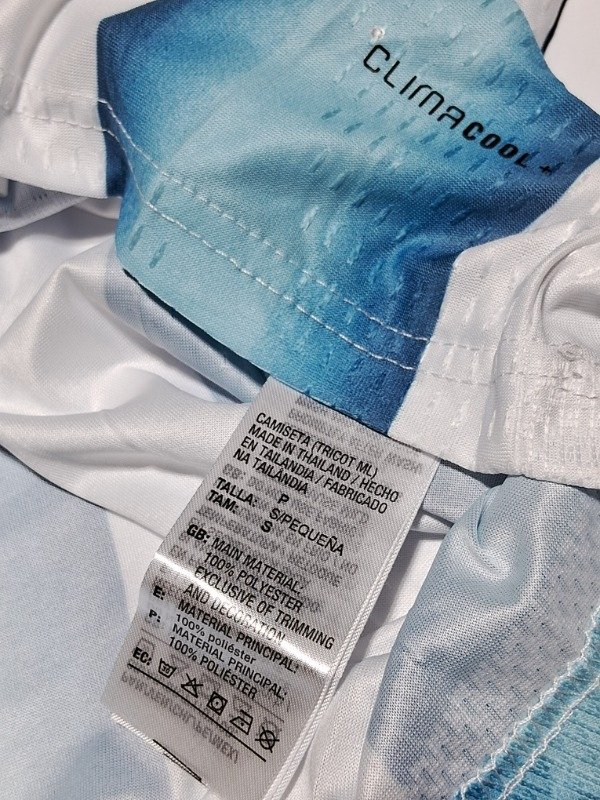 CLIMACOOL+
CAMISETA (TRICOT ML)
MADE IN THAILAND / HECHO
EN TAILANDIA / FABRICADO
NA TAILÂNDIA
P
TALLA: S/PEQUEÑA
TAM: S
GB: MAIN MATERIAL:
100% POLYESTER
EXCLUSIVE OF TRIMMING
AND DECORATION
E: MATERIAL PRINCIPAL:
100% poliéster
P: MATERIAL PRINCIPAL:
100% POLIÉSTER
EC: